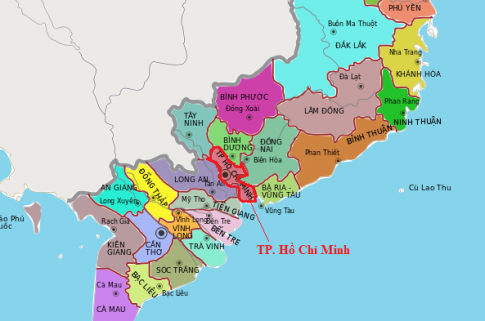 PHÚ YÊN
Buôn Ma Thuột
ĐẮK LẮK
Nha Trang
KHÁNH HÒA
Đà Lạt
BÌNH PHƯỚC
Đồng Xoài
LÂM ĐỒNG
Phan Rang
NINH THUẬN
TÂY
NINH
BÌNH
DƯƠNG
ĐỒNG
NAI
BÌNH THUẬN
Phan Thiết
Biên Hòa
TP HỒ CHÍ MINH
LONG AN
Tân An
AN GIANG
Long Xuyên
ĐỒNG THÁP
BÀ RỊA -
VŨNG TÀU
Cù Lao Thu
Mỹ Tho
TIỀN GIANG
Vũng Tàu
Rạch Giá
Vĩnh Long
Bến Tre
VĨNH
LONG
BẾN TRE
KIÊN
GIANG
CẦN
THƠ
TRÀ VINH
TP. Hồ Chí Minh
SÓC TRĂNG
BẠC LIÊU
Cà Mau
Bạc Liêu
CÀ MAU